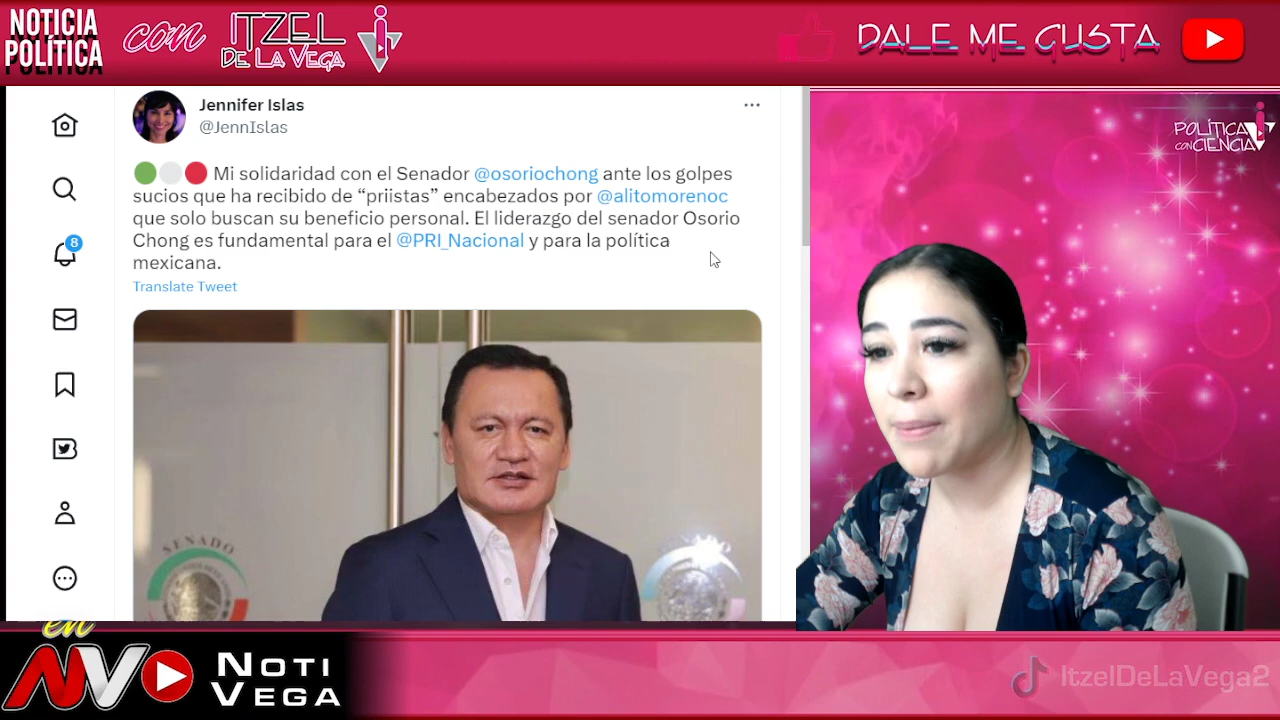 NOTICIA
POLÍTICA
con
ITZEL
DE LA VEGA
DALE ME GUSTA
Jennifer Islas
@JennIslas
Mi solidaridad con el Senador @osoriochong ante los golpes
sucios que ha recibido de “priistas” encabezados por @alitomorenoc
que solo buscan su beneficio personal. El liderazgo del senador Osorio
Chong es fundamental para el @PRI_Nacional y para la política
mexicana.
Translate Tweet
8
SENADO
POLÍTICA
CON CIENCIA
en
NV
NOTI
VEGA
ItzelDeLaVega2